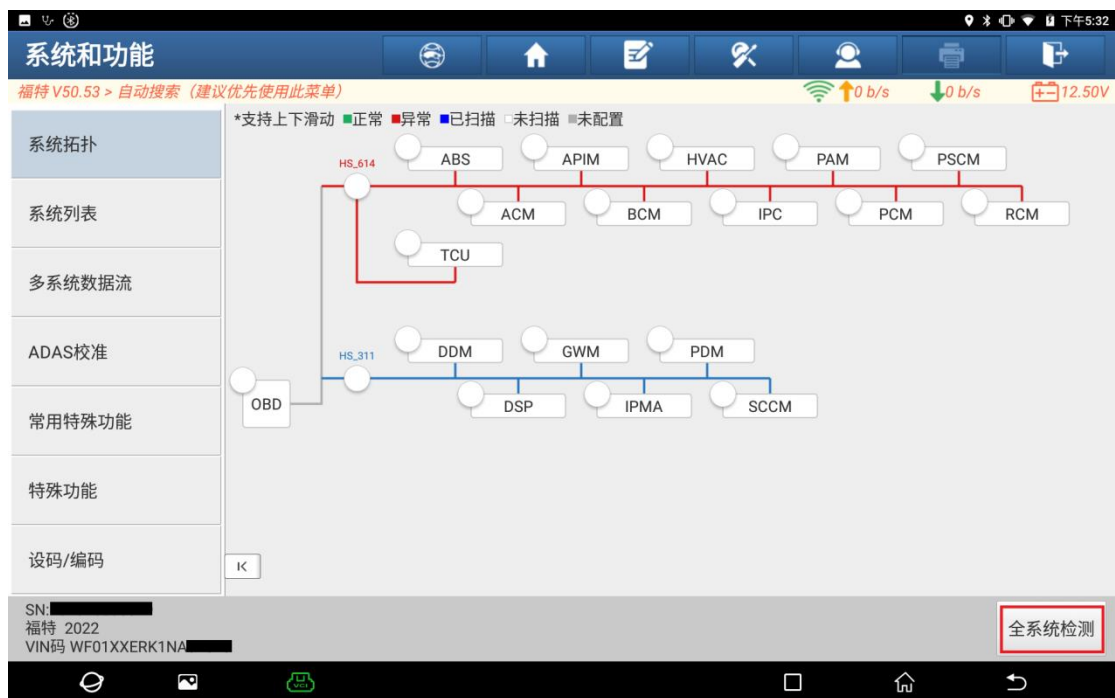 下午5:32
系统和功能
福特 V50.53 > 自动搜索（建议优先使用此菜单）
0 b/s
0 b/s
12.50V
系统拓扑
系统列表
多系统数据流
ADAS校准
常用特殊功能
特殊功能
设码/编码
*支持上下滑动 正常 异常 已扫描 未扫描 未配置
HS_614
ABS APIM HVAC PAM PSCM
ACM BCM IPC PCM RCM
TCU
HS_311
DDM GWM PDM
OBD
DSP IPMA SCCM
SN:
福特 2022
VIN码 WF01XXERK1NA
全系统检测
VCI